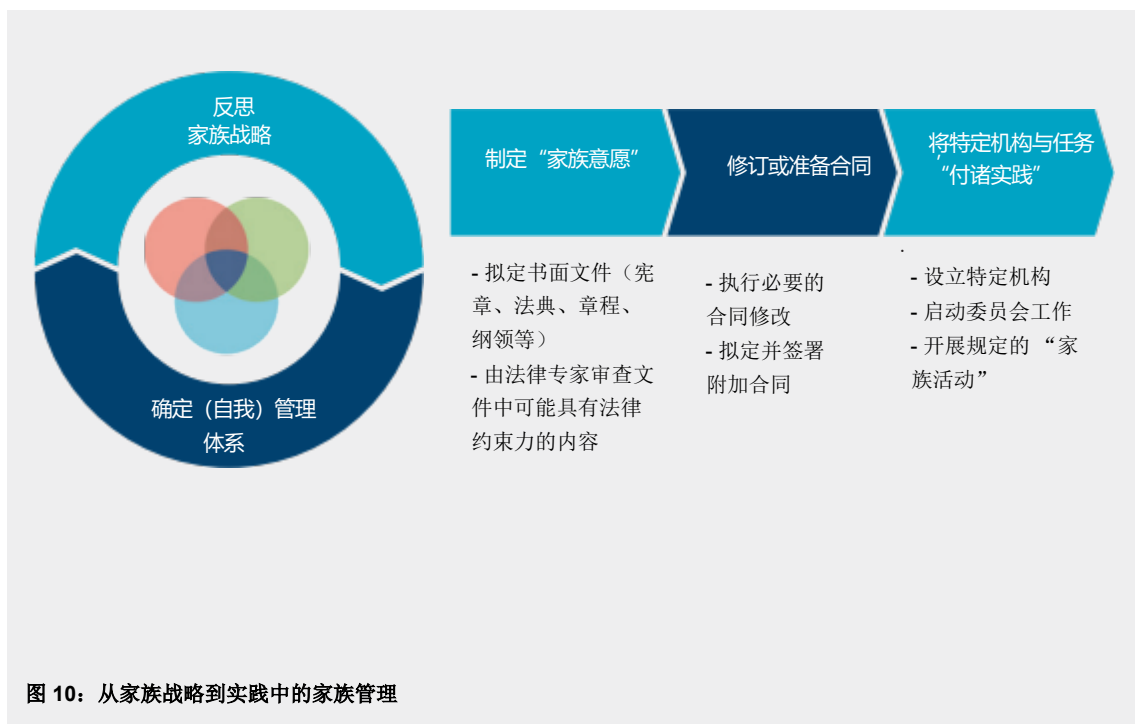 反思
家族战略
确定（自我）管理
体系
制定“家族意愿”
修订或准备合同
将特定机构与任务
“付诸实践”
- 拟定书面文件（宪
章、法典、章程、
纲领等）
- 由法律专家审查文
件中可能具有法律
约束力的内容
- 执行必要的
合同修改
- 拟定并签署
附加合同
- 设立特定机构
- 启动委员会工作
- 开展规定的 “家
族活动”
图 10：从家族战略到实践中的家族管理